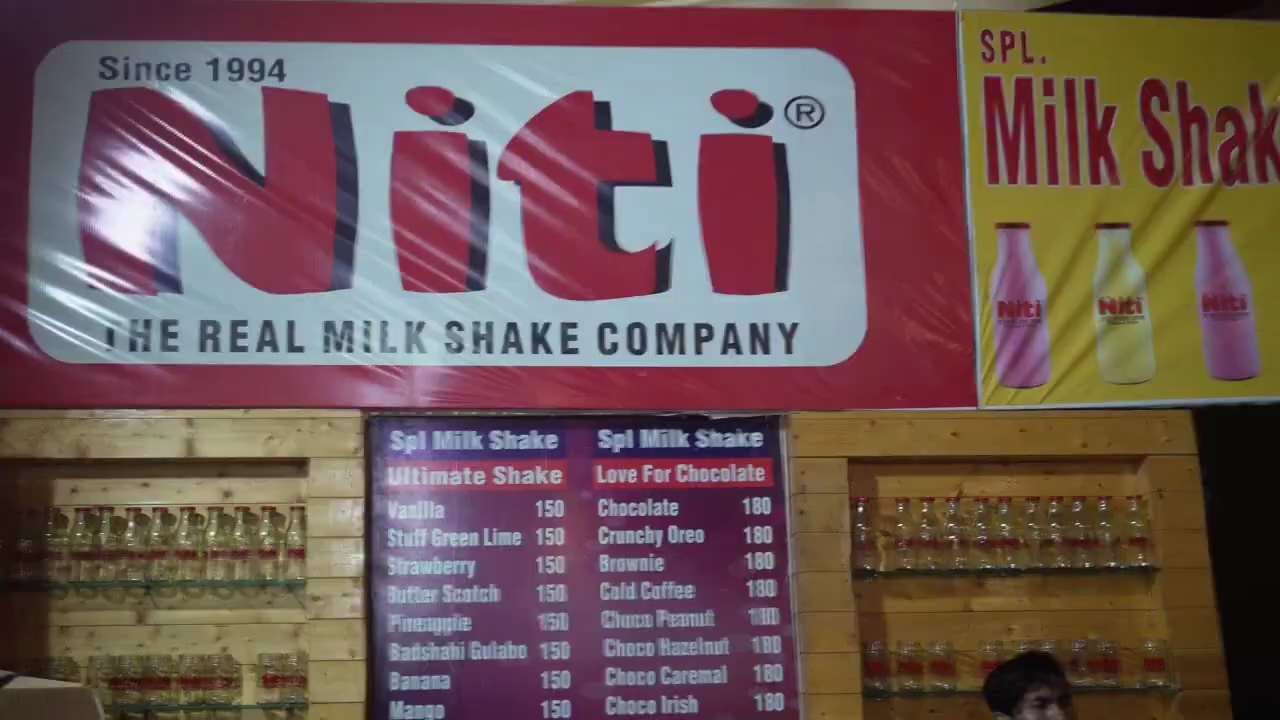 Since 1994
Niti ®
THE REAL MILK SHAKE COMPANY
SPL.
Milk Shak
Niti
Niti
Niti
Spl Milk Shake
Ultimate Shake
Vanilla 150
Stuff Green Lime 150
Strawberry 150
Butter Scotch 150
Pineapple 150
Badshahi Gulabo 150
Banana 150
Mango 150
Spl Milk Shake
Love For Chocolate
Chocolate 180
Crunchy Oreo 180
Brownie 180
Cold Coffee 180
Choco Peanut 180
Choco Hazelnut 180
Choco Caremal 180
Choco Irish 180